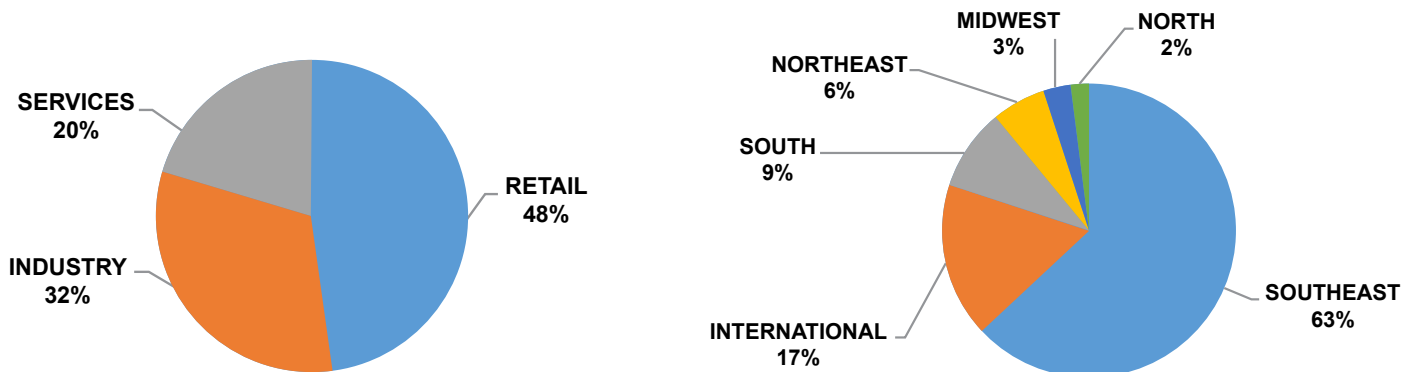 SERVICES
20%
RETAIL
48%
INDUSTRY
32%
MIDWEST
3%
NORTH
2%
NORTHEAST
6%
SOUTH
9%
SOUTHEAST
63%
INTERNATIONAL
17%